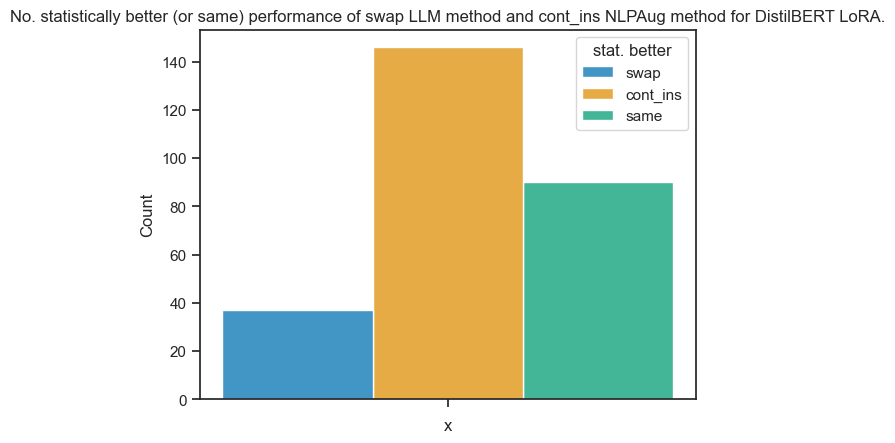 No. statistically better (or same) performance of swap LLM method and cont_ins NLPAug method for DistilBERT LoRA.
stat. better
swap
cont_ins
same
140
120
100
80
60
40
20
0
Count
x